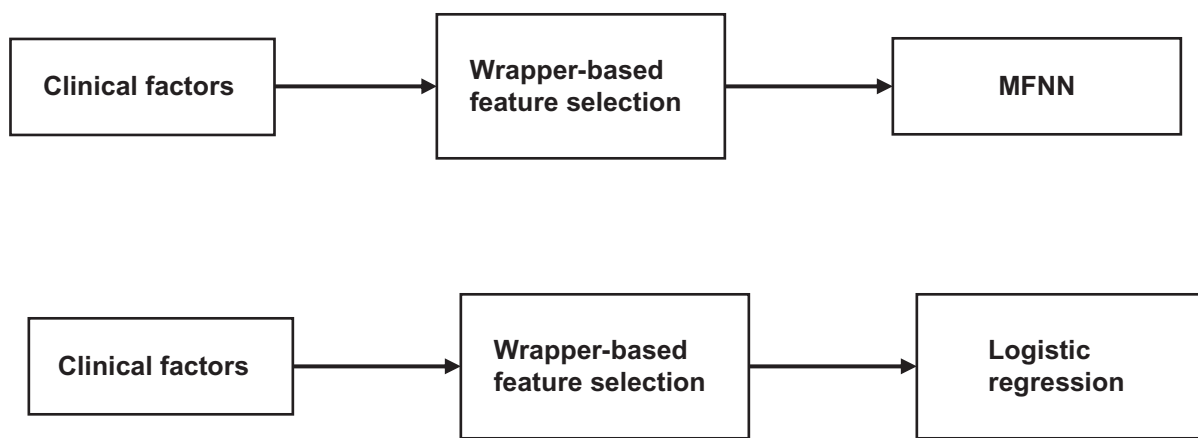 Clinical factors
Wrapper-based
feature selection
MFNN
Clinical factors
Wrapper-based
feature selection
Logistic
regression